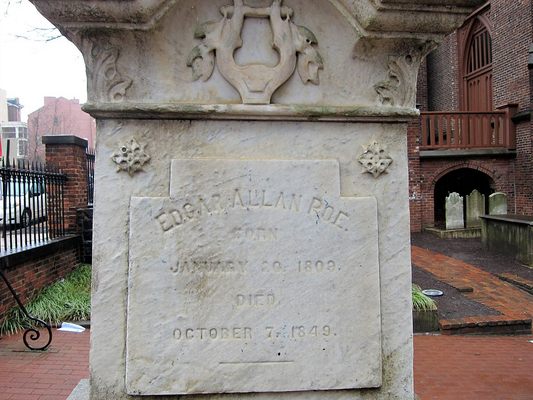 EDGAR ALLAN POE.
BORN
JANUARY 20, 1809.
DIED
OCTOBER 7, 1849.